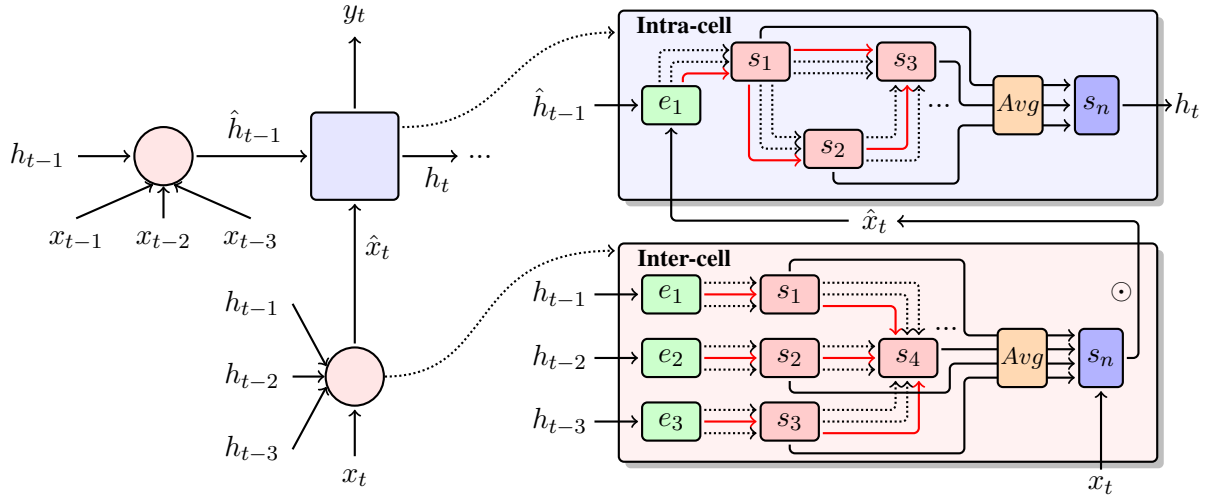 y_t
ĥ_{t−1}
h_{t−1}
h_t
...
x_{t−1} x_{t−2} x_{t−3}
x̂_t
h_{t−1}
h_{t−2}
h_{t−3}
x_t
Intra-cell
s_1 s_3
ĥ_{t−1} e_1 ... Avg s_n h_t
s_2
x̂_t
Inter-cell
h_{t−1} e_1 s_1 ⊙
...
h_{t−2} e_2 s_2 s_4 Avg s_n
h_{t−3} e_3 s_3
x_t